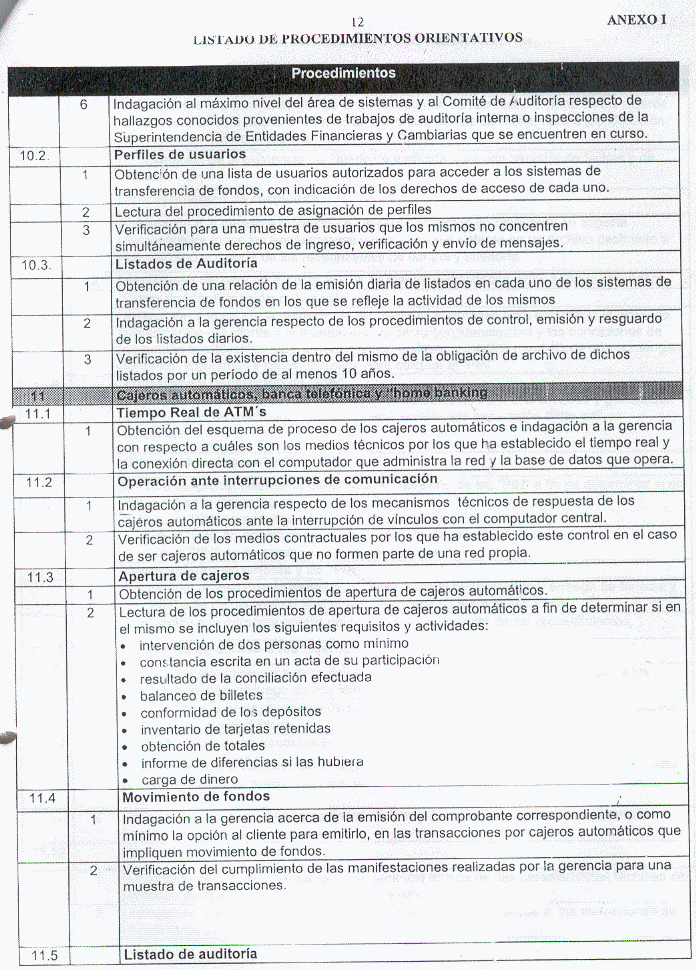 12
ANEXO I
LISTADO DE PROCEDIMIENTOS ORIENTATIVOS
Procedimientos
6 Indagación al máximo nivel del área de sistemas y al Comité de Auditoría respecto de
hallazgos conocidos provenientes de trabajos de auditoría interna o inspecciones de la
Superintendencia de Entidades Financieras y Cambiarias que se encuentren en curso.
10.2. Perfiles de usuarios
1 Obtención de una lista de usuarios autorizados para acceder a los sistemas de
transferencia de fondos, con indicación de los derechos de acceso de cada uno.
2 Lectura del procedimiento de asignación de perfiles
3 Verificación para una muestra de usuarios que los mismos no concentren
simultáneamente derechos de ingreso, verificación y envío de mensajes.
10.3. Listados de Auditoría
1 Obtención de una relación de la emisión diaria de listados en cada uno de los sistemas de
transferencia de fondos en los que se refleje la actividad de los mismos
2 Indagación a la gerencia respecto de los procedimientos de control, emisión y resguardo
de los listados diarios.
3 Verificación de la existencia dentro del mismo de la obligación de archivo de dichos
listados por un período de al menos 10 años.
11 Cajeros automáticos, banca telefónica y "home banking
11.1 Tiempo Real de ATM´s
1 Obtención del esquema de proceso de los cajeros automáticos e indagación a la gerencia
con respecto a cuáles son los medios técnicos por los que ha establecido el tiempo real y
la conexión directa con el computador que administra la red y la base de datos que opera.
11.2 Operación ante interrupciones de comunicación
1 Indagación a la gerencia respecto de los mecanismos técnicos de respuesta de los
cajeros automáticos ante la interrupción de vínculos con el computador central.
2 Verificación de los medios contractuales por los que ha establecido este control en el caso
de ser cajeros automáticos que no formen parte de una red propia.
11.3 Apertura de cajeros
1 Obtención de los procedimientos de apertura de cajeros automáticos.
2 Lectura de los procedimientos de apertura de cajeros automáticos a fin de determinar si en
el mismo se incluyen los siguientes requisitos y actividades:
• intervención de dos personas como mínimo
• constancia escrita en un acta de su participación
• resultado de la conciliación efectuada
• balanceo de billetes
• conformidad de los depósitos
• inventario de tarjetas retenidas
• obtención de totales
• informe de diferencias si las hubiera
• carga de dinero
11.4 Movimiento de fondos
1 Indagación a la gerencia acerca de la emisión del comprobante correspondiente, o como
mínimo la opción al cliente para emitirlo, en las transacciones por cajeros automáticos que
impliquen movimiento de fondos.
2 Verificación del cumplimiento de las manifestaciones realizadas por la gerencia para una
muestra de transacciones.
11.5 Listado de auditoría